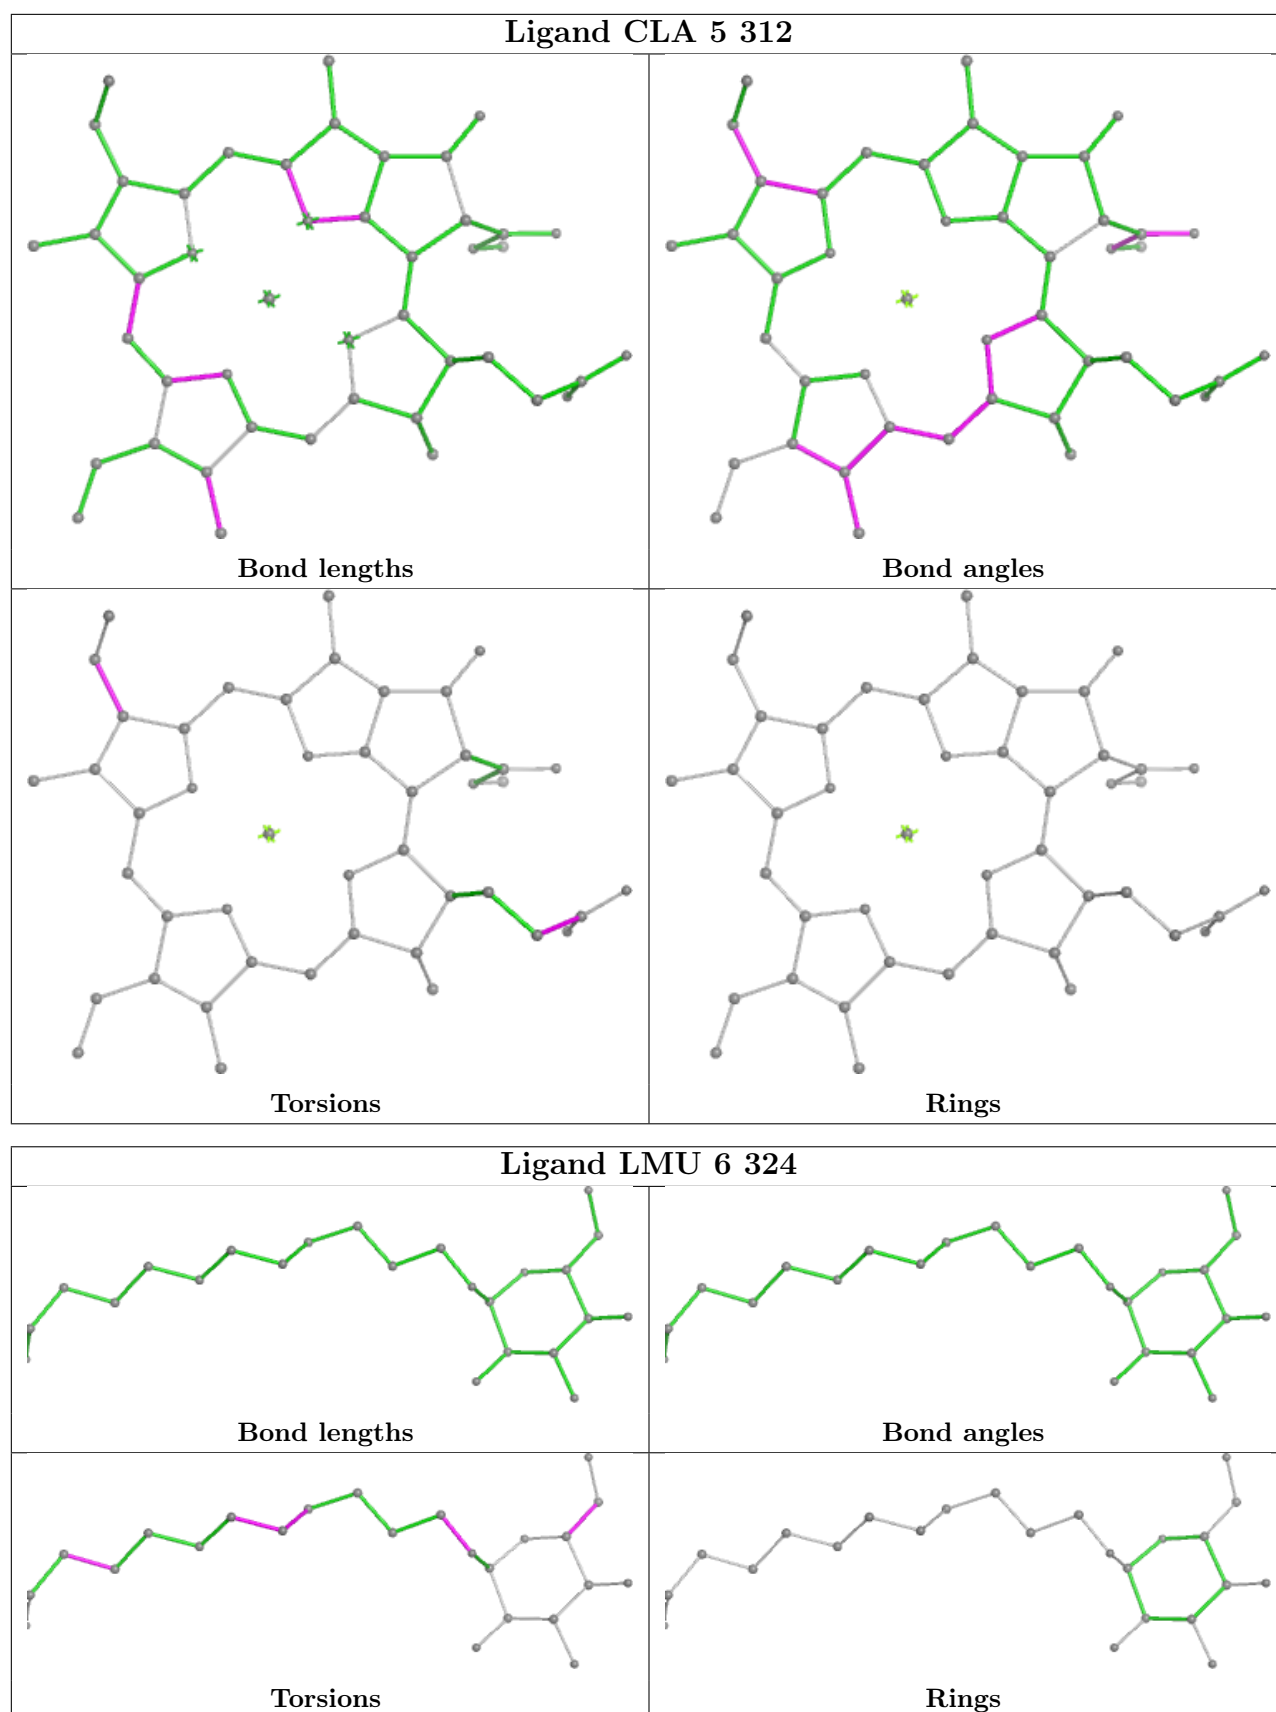 Ligand CLA 5 312
Bond lengths
Bond angles
Torsions
Rings
Ligand LMU 6 324
Bond lengths
Bond angles
Torsions
Rings